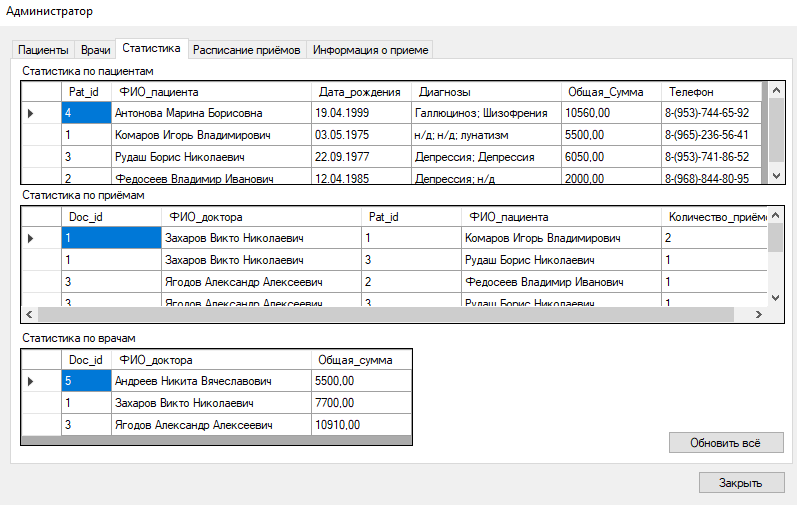 Администратор
Пациенты Врачи Статистика Расписание приёмов Информация о приеме
Статистика по пациентам
Pat_id ФИО_пациента Дата_рождения Диагнозы Общая_Сумма Телефон
4 Антонова Марина Борисовна 19.04.1999 Галлюциноз; Шизофрения 10560,00 8-(953)-744-65-92
1 Комаров Игорь Владимирович 03.05.1975 н/д; н/д; лунатизм 5500,00 8-(965)-236-56-41
3 Рудаш Борис Николаевич 22.09.1977 Депрессия; Депрессия 6050,00 8-(953)-741-86-52
2 Федосеев Владимир Иванович 12.04.1985 Депрессия; н/д 2000,00 8-(968)-844-80-95
Статистика по приёмам
Doc_id ФИО_доктора Pat_id ФИО_пациента Количество_приёмо
1 Захаров Викто Николаевич 1 Комаров Игорь Владимирович 2
1 Захаров Викто Николаевич 3 Рудаш Борис Николаевич 1
3 Ягодов Александр Алексеевич 2 Федосеев Владимир Иванович 1
3 Ягодов Александр Алексеевич 3 Рудаш Борис Николаевич 1
Статистика по врачам
Doc_id ФИО_доктора Общая_сумма
5 Андреев Никита Вячеславович 5500,00
1 Захаров Викто Николаевич 7700,00
3 Ягодов Александр Алексеевич 10910,00
Обновить всё
Закрыть